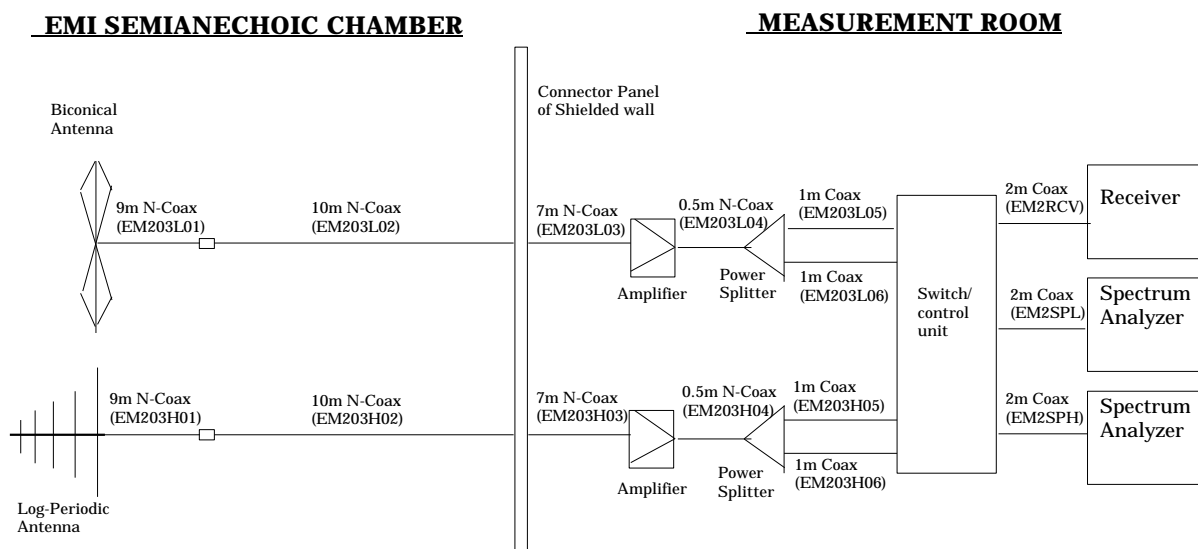 EMI SEMIANECHOIC CHAMBER
MEASUREMENT ROOM
Connector Panel
of Shielded wall
Biconical
Antenna
9m N-Coax
(EM203L01)
10m N-Coax
(EM203L02)
7m N-Coax
(EM203L03)
Amplifier
0.5m N-Coax
(EM203L04)
Power
Splitter
1m Coax
(EM203L05)
1m Coax
(EM203L06)
Switch/
control
unit
2m Coax
(EM2RCV)
Receiver
2m Coax
(EM2SPL)
Spectrum
Analyzer
Log-Periodic
Antenna
9m N-Coax
(EM203H01)
10m N-Coax
(EM203H02)
7m N-Coax
(EM203H03)
Amplifier
0.5m N-Coax
(EM203H04)
Power
Splitter
1m Coax
(EM203H05)
1m Coax
(EM203H06)
2m Coax
(EM2SPH)
Spectrum
Analyzer